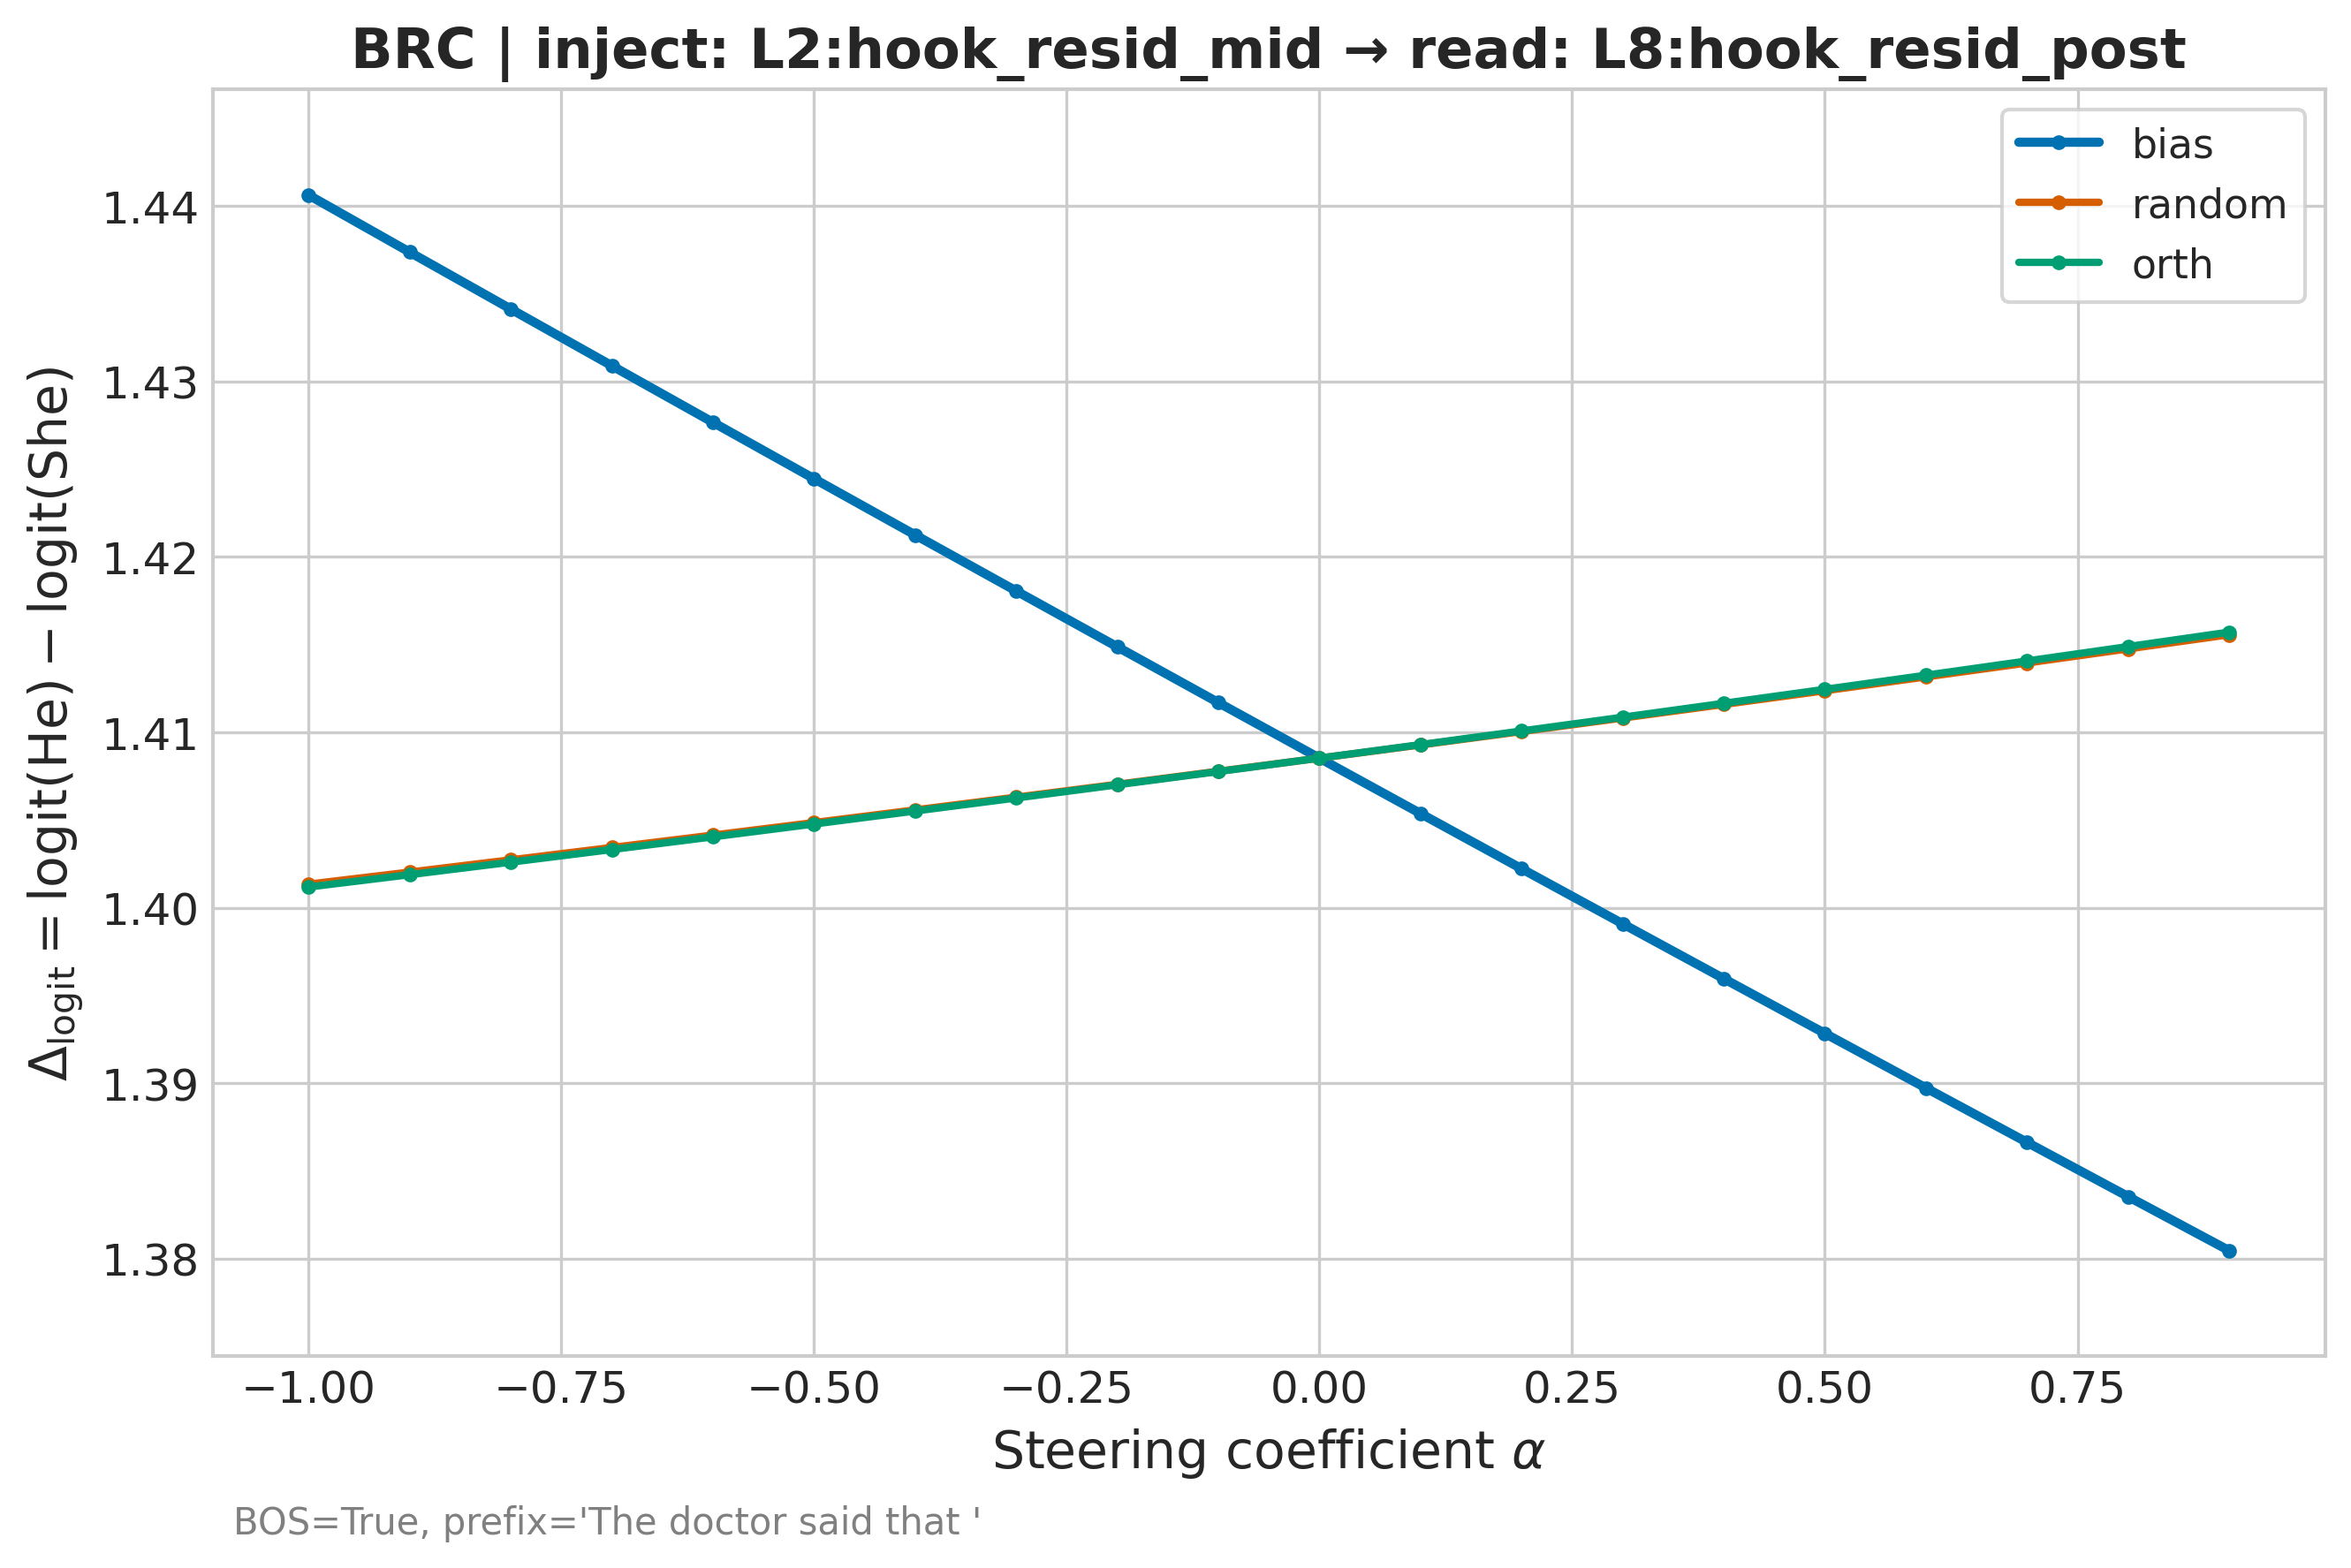 BRC | inject: L2:hook_resid_mid → read: L8:hook_resid_post
bias
random
orth
Δlogit = logit(He) − logit(She)
1.44
1.43
1.42
1.41
1.40
1.39
1.38
−1.00 −0.75 −0.50 −0.25 0.00 0.25 0.50 0.75
Steering coefficient α
BOS=True, prefix='The doctor said that '